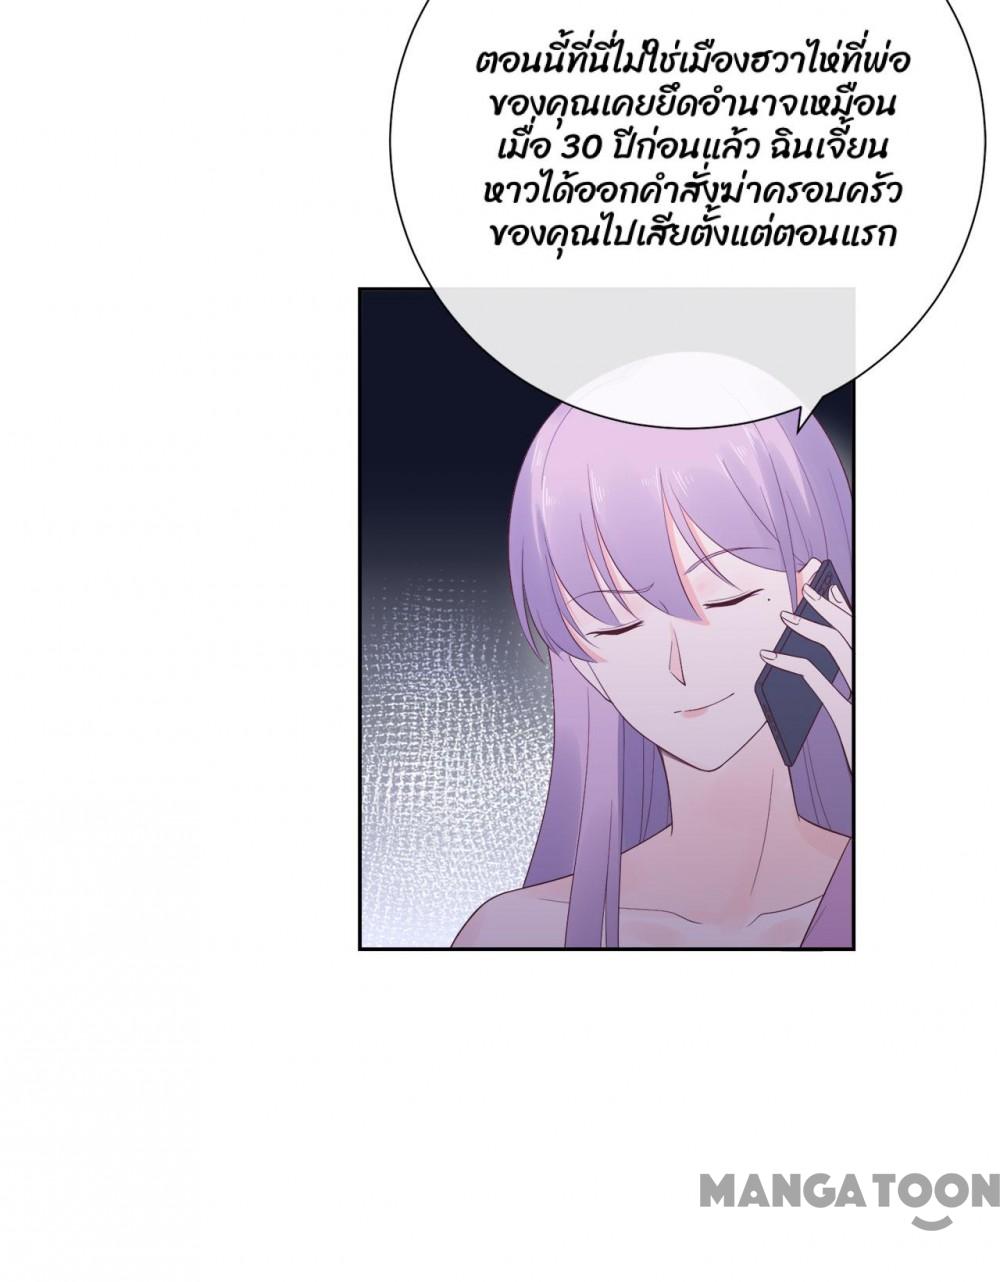 ตอนนี้ที่นี่ไม่ใช่เมืองฮวาไห่ที่พ่อ
ของคุณเคยยึดอำนาจเหมือน
เมื่อ 30 ปีก่อนแล้ว ฉินเจี้ยน
หาวได้ออกคำสั่งฆ่าครอบครัว
ของคุณไปเสียตั้งแต่ตอนแรก
MANGATOON